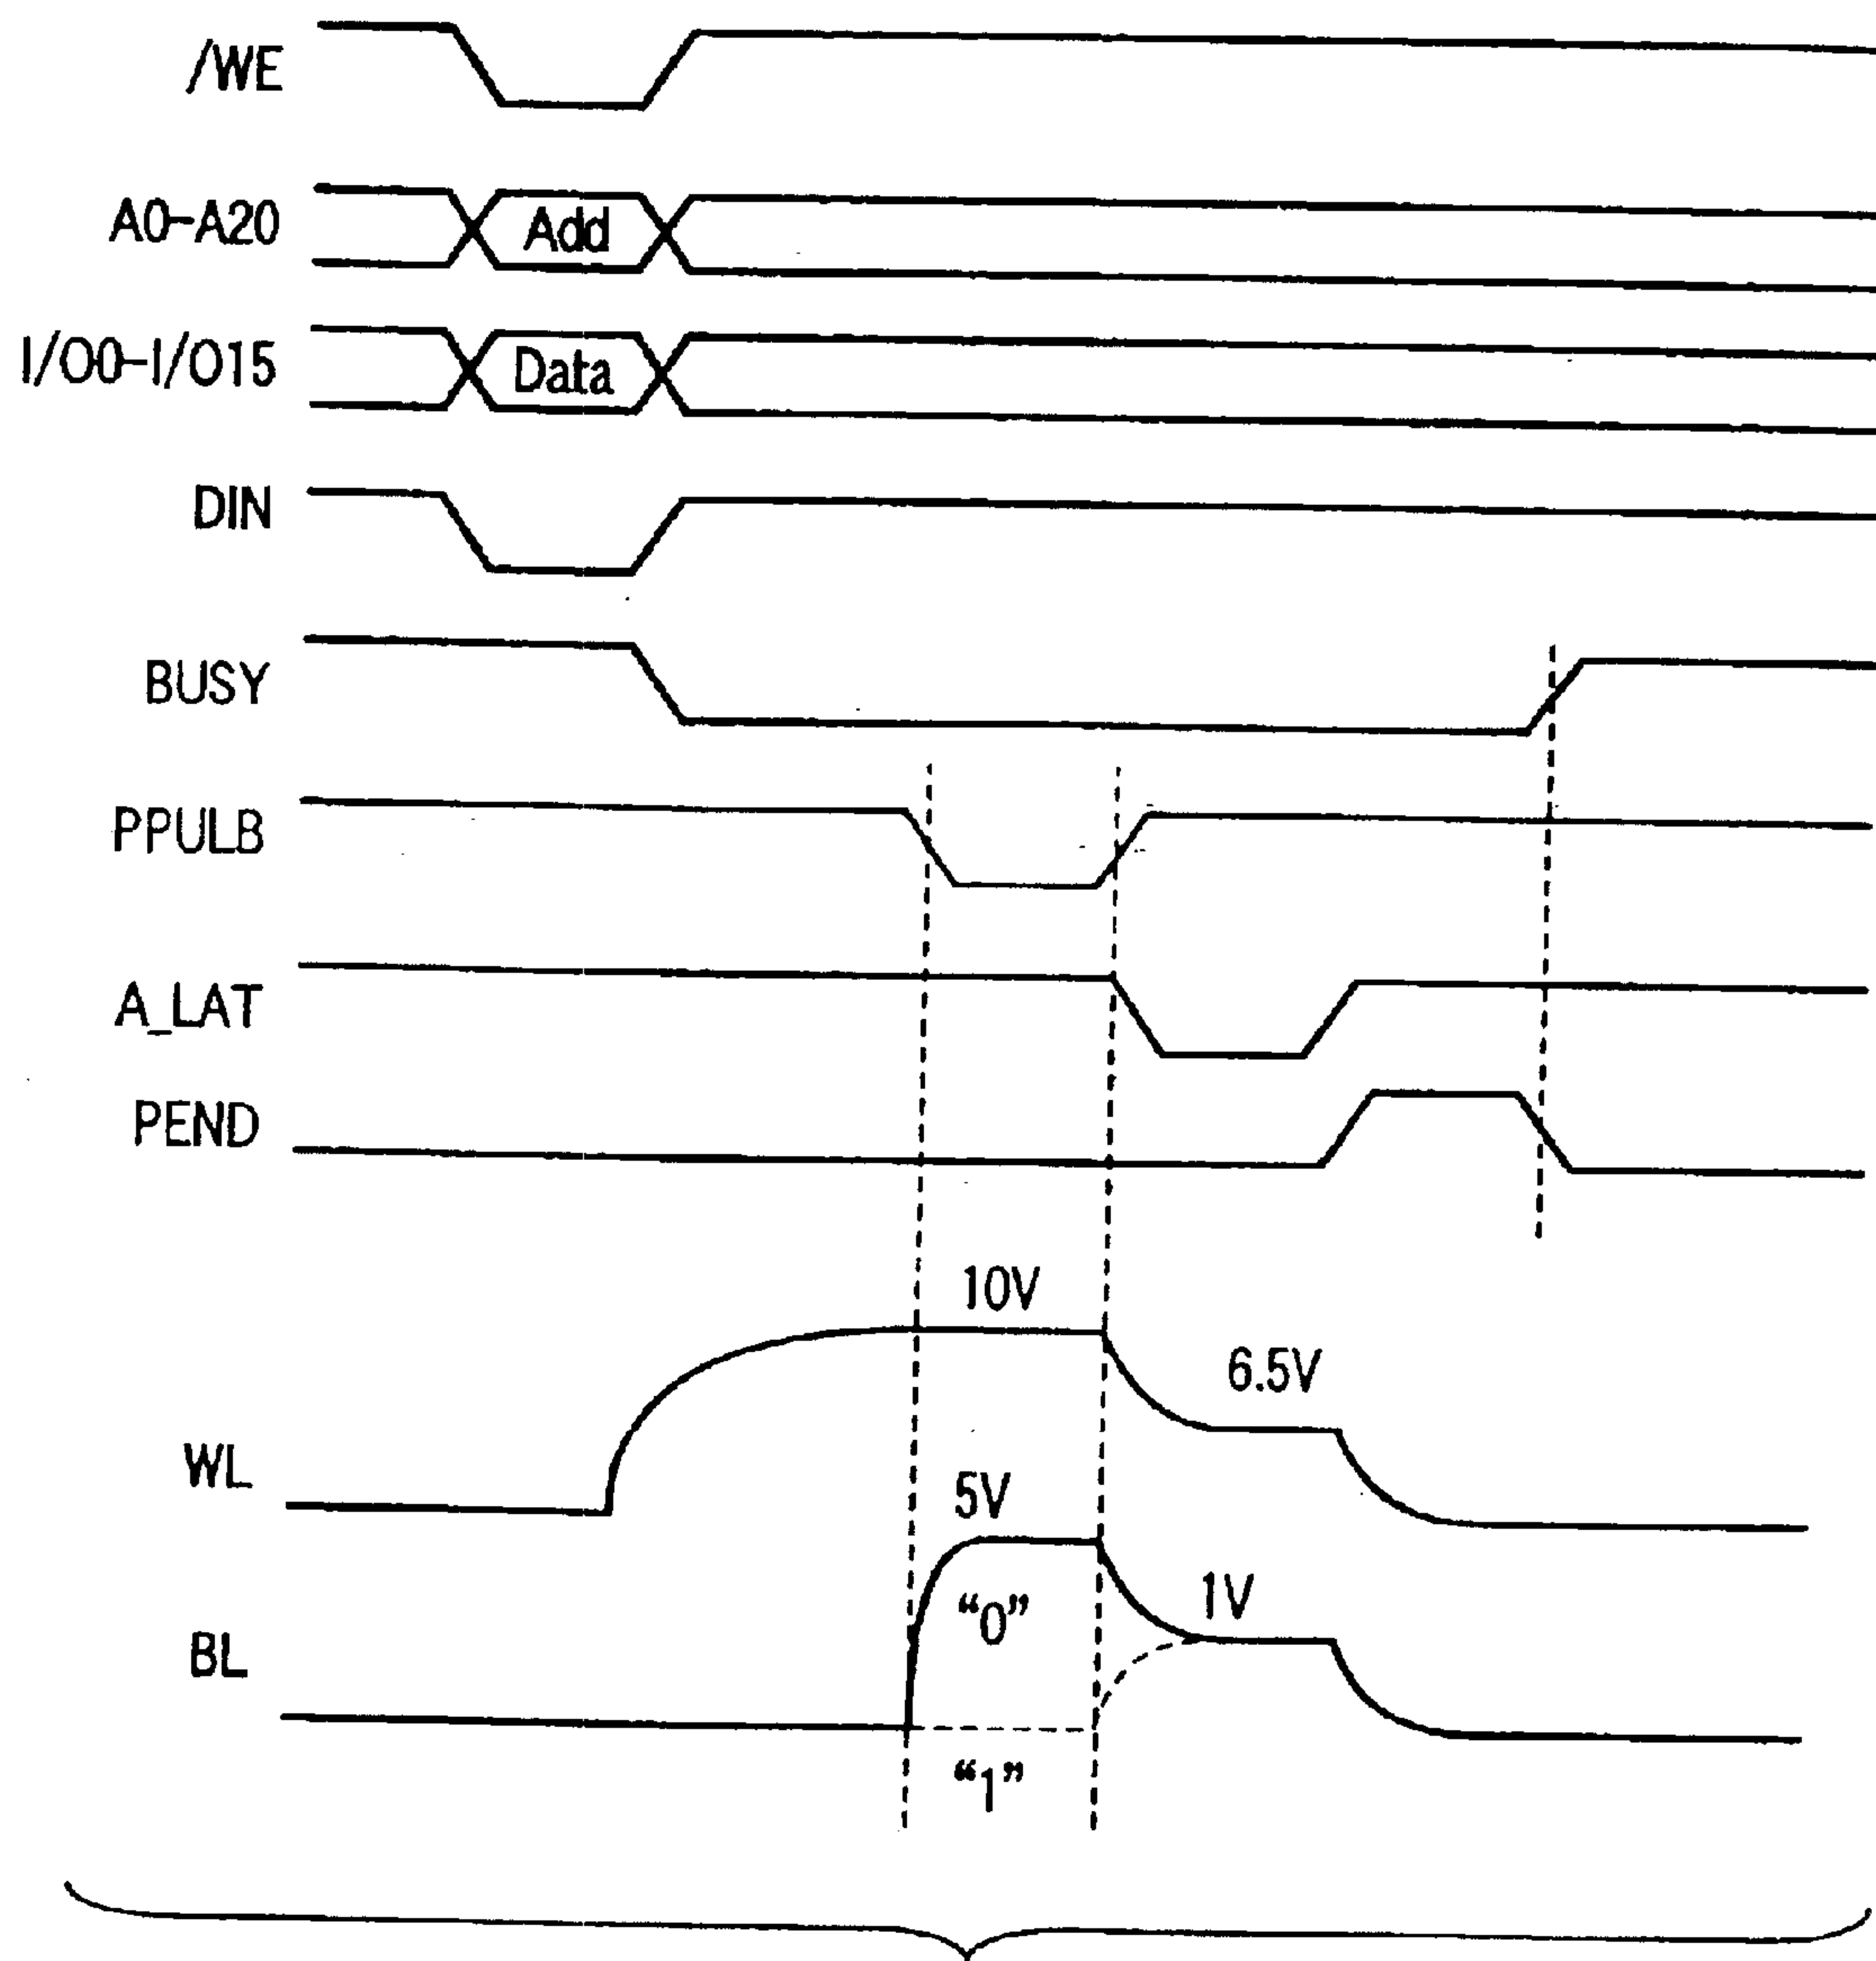 /WE
A0-A20
Add
I/O0-I/O15
Data
DIN
BUSY
PPULB
A_LAT
PEND
10V
6.5V
WL
5V
“0”
1V
BL
“1”